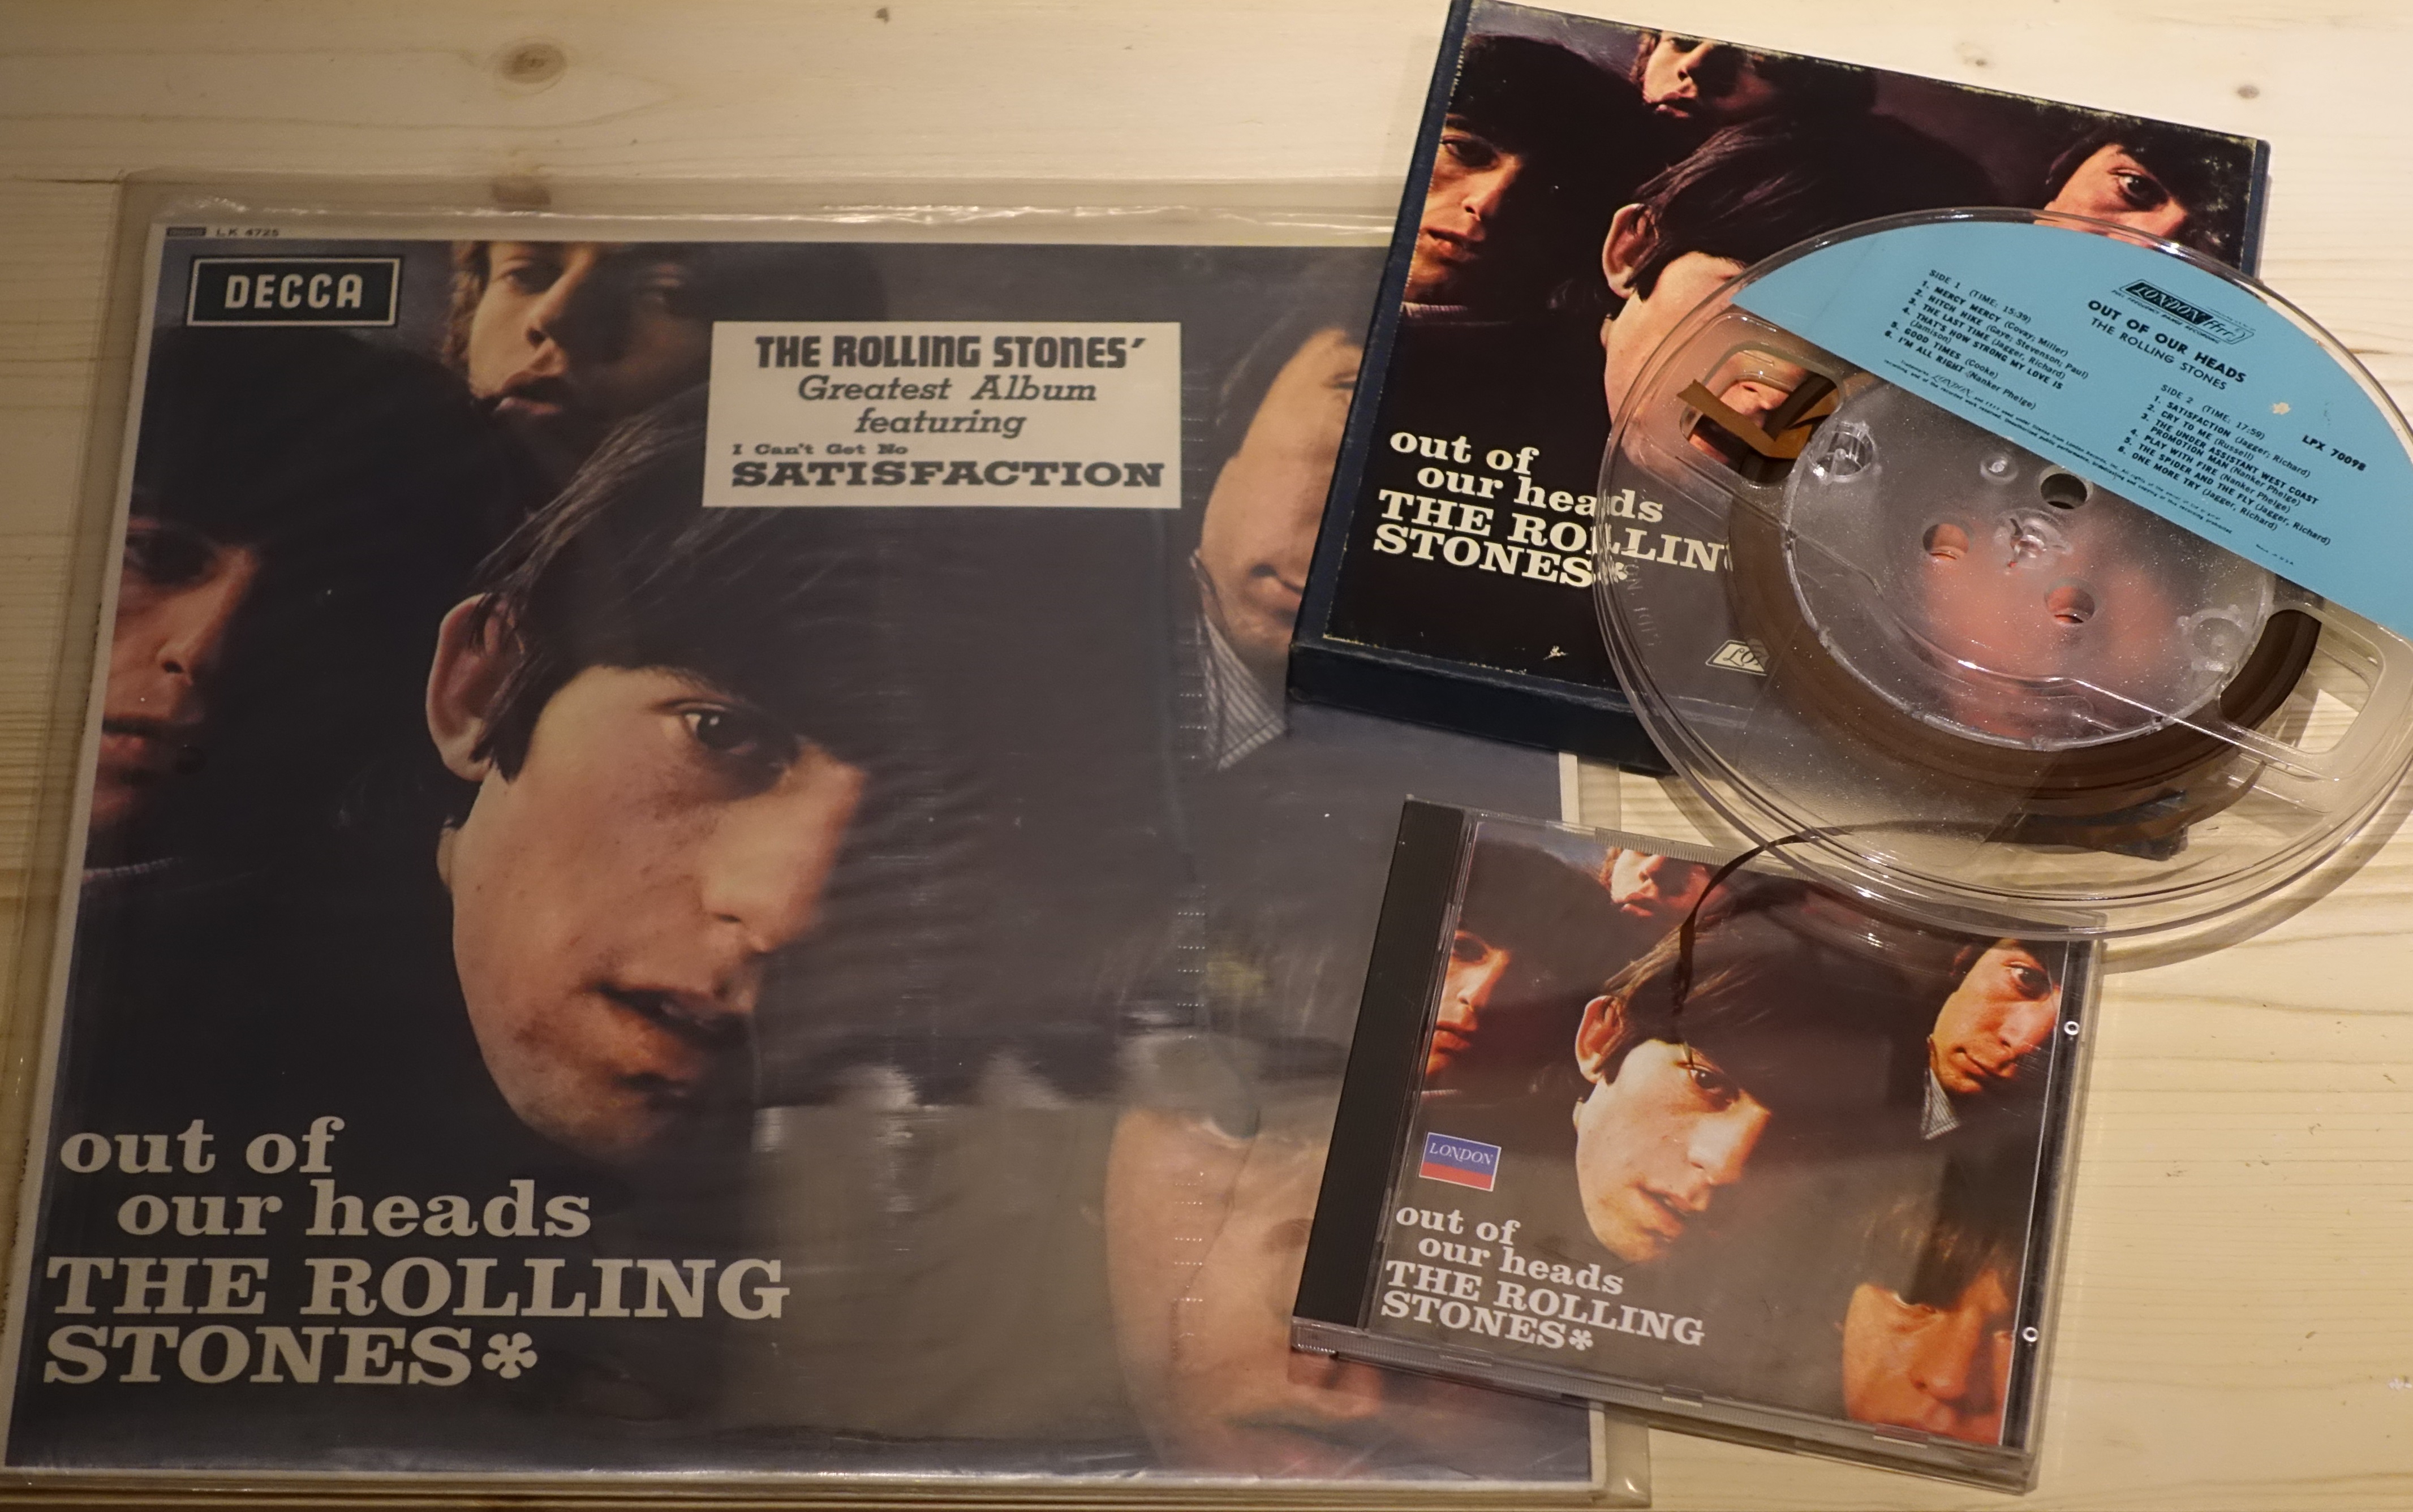 LK 4725
DECCA
THE ROLLING STONES'
Greatest Album
featuring
I Can't Get No
SATISFACTION
out of
our heads
THE ROLLING
STONES*
out of
our heads
THE ROLLIN
STONES*
LONDON ffrr
OUT OF OUR HEADS
THE ROLLING STONES
LPX 70098
SIDE 1 (TIME: 15:39)
1. MERCY MERCY (Covay; Miller)
2. HITCH HIKE (Gaye; Stevenson; Paul)
3. THE LAST TIME (Jagger, Richard)
4. THAT'S HOW STRONG MY LOVE IS
(Jamison)
5. GOOD TIMES (Cooke)
6. I'M ALL RIGHT (Nanker Phelge)
SIDE 2 (TIME: 17:59)
1. SATISFACTION (Jagger, Richard)
2. CRY TO ME (Russell)
3. THE UNDER ASSISTANT WEST COAST
PROMOTION MAN (Nanker Phelge)
4. PLAY WITH FIRE (Nanker Phelge)
5. THE SPIDER AND THE FLY (Jagger, Richard)
6. ONE MORE TRY (Jagger, Richard)
LONDON
out of
our heads
THE ROLLING
STONES*